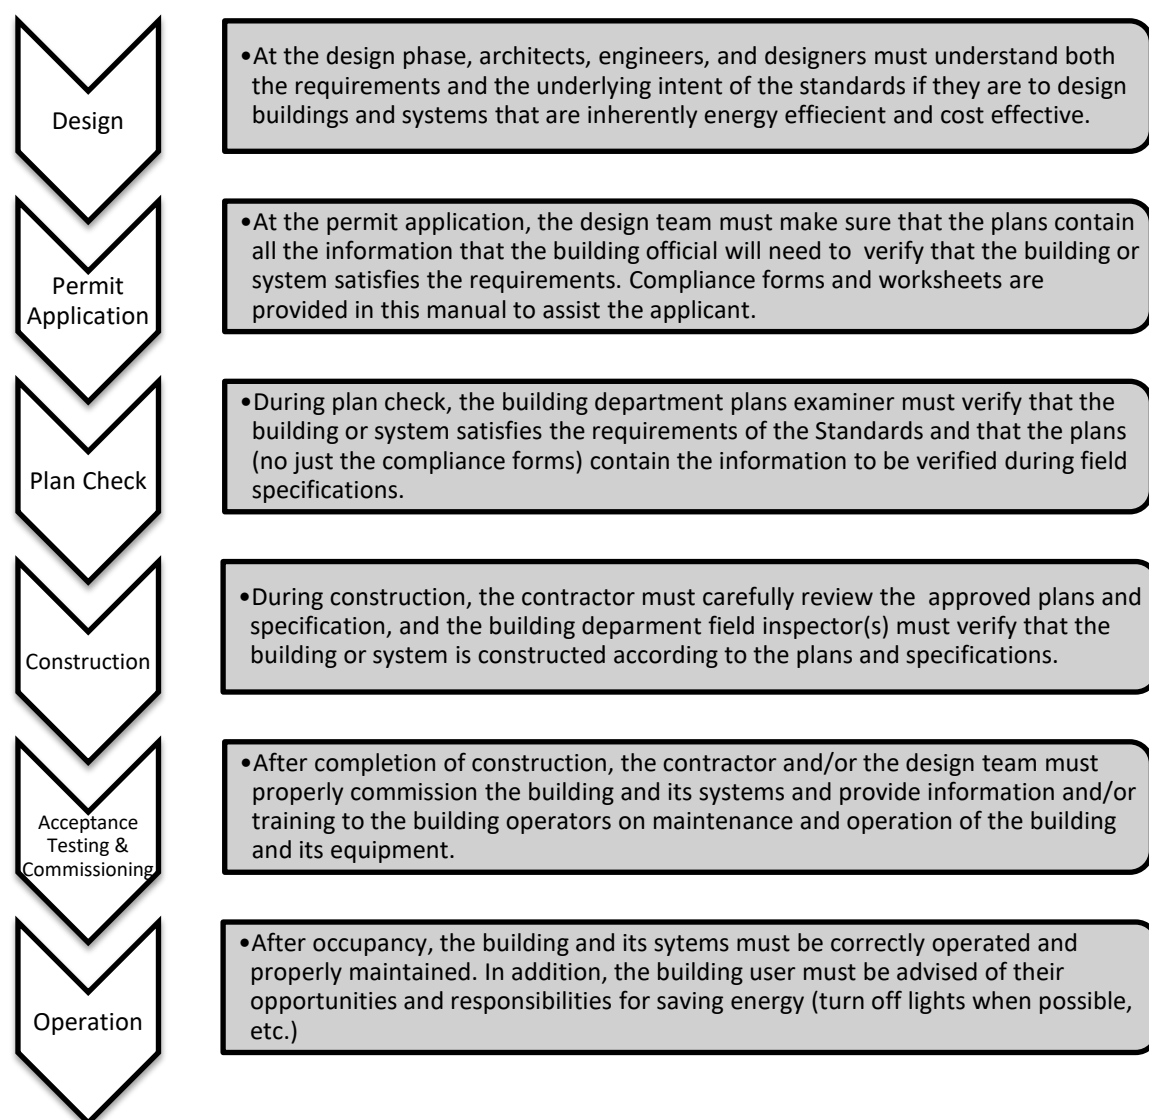 Design
•At the design phase, architects, engineers, and designers must understand both
the requirements and the underlying intent of the standards if they are to design
buildings and systems that are inherently energy effiecient and cost effective.
Permit
Application
•At the permit application, the design team must make sure that the plans contain
all the information that the building official will need to  verify that the building or
system satisfies the requirements. Compliance forms and worksheets are
provided in this manual to assist the applicant.
Plan Check
•During plan check, the building department plans examiner must verify that the
building or system satisfies the requirements of the Standards and that the plans
(no just the compliance forms) contain the information to be verified during field
specifications.
Construction
•During construction, the contractor must carefully review the  approved plans and
specification, and the building deparment field inspector(s) must verify that the
building or system is constructed according to the plans and specifications.
Acceptance
Testing &
Commissioning
•After completion of construction, the contractor and/or the design team must
properly commission the building and its systems and provide information and/or
training to the building operators on maintenance and operation of the building
and its equipment.
Operation
•After occupancy, the building and its sytems must be correctly operated and
properly maintained. In addition, the building user must be advised of their
opportunities and responsibilities for saving energy (turn off lights when possible,
etc.)